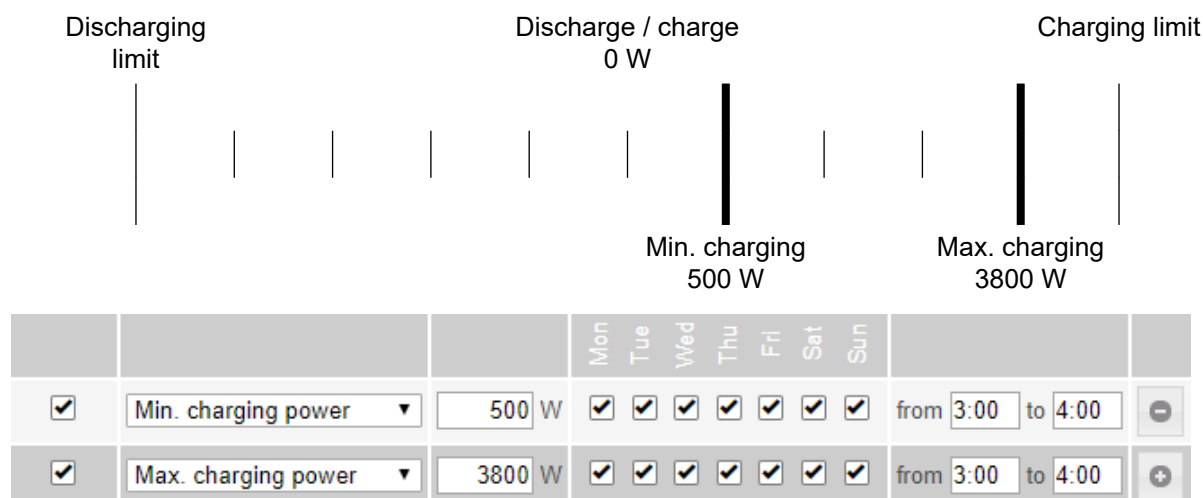 Discharging
limit
Discharge / charge
0 W
Charging limit
Min. charging
500 W
Max. charging
3800 W
Mon Tue Wed Thu Fri Sat Sun
Min. charging power 500 W from 3:00 to 4:00
Max. charging power 3800 W from 3:00 to 4:00